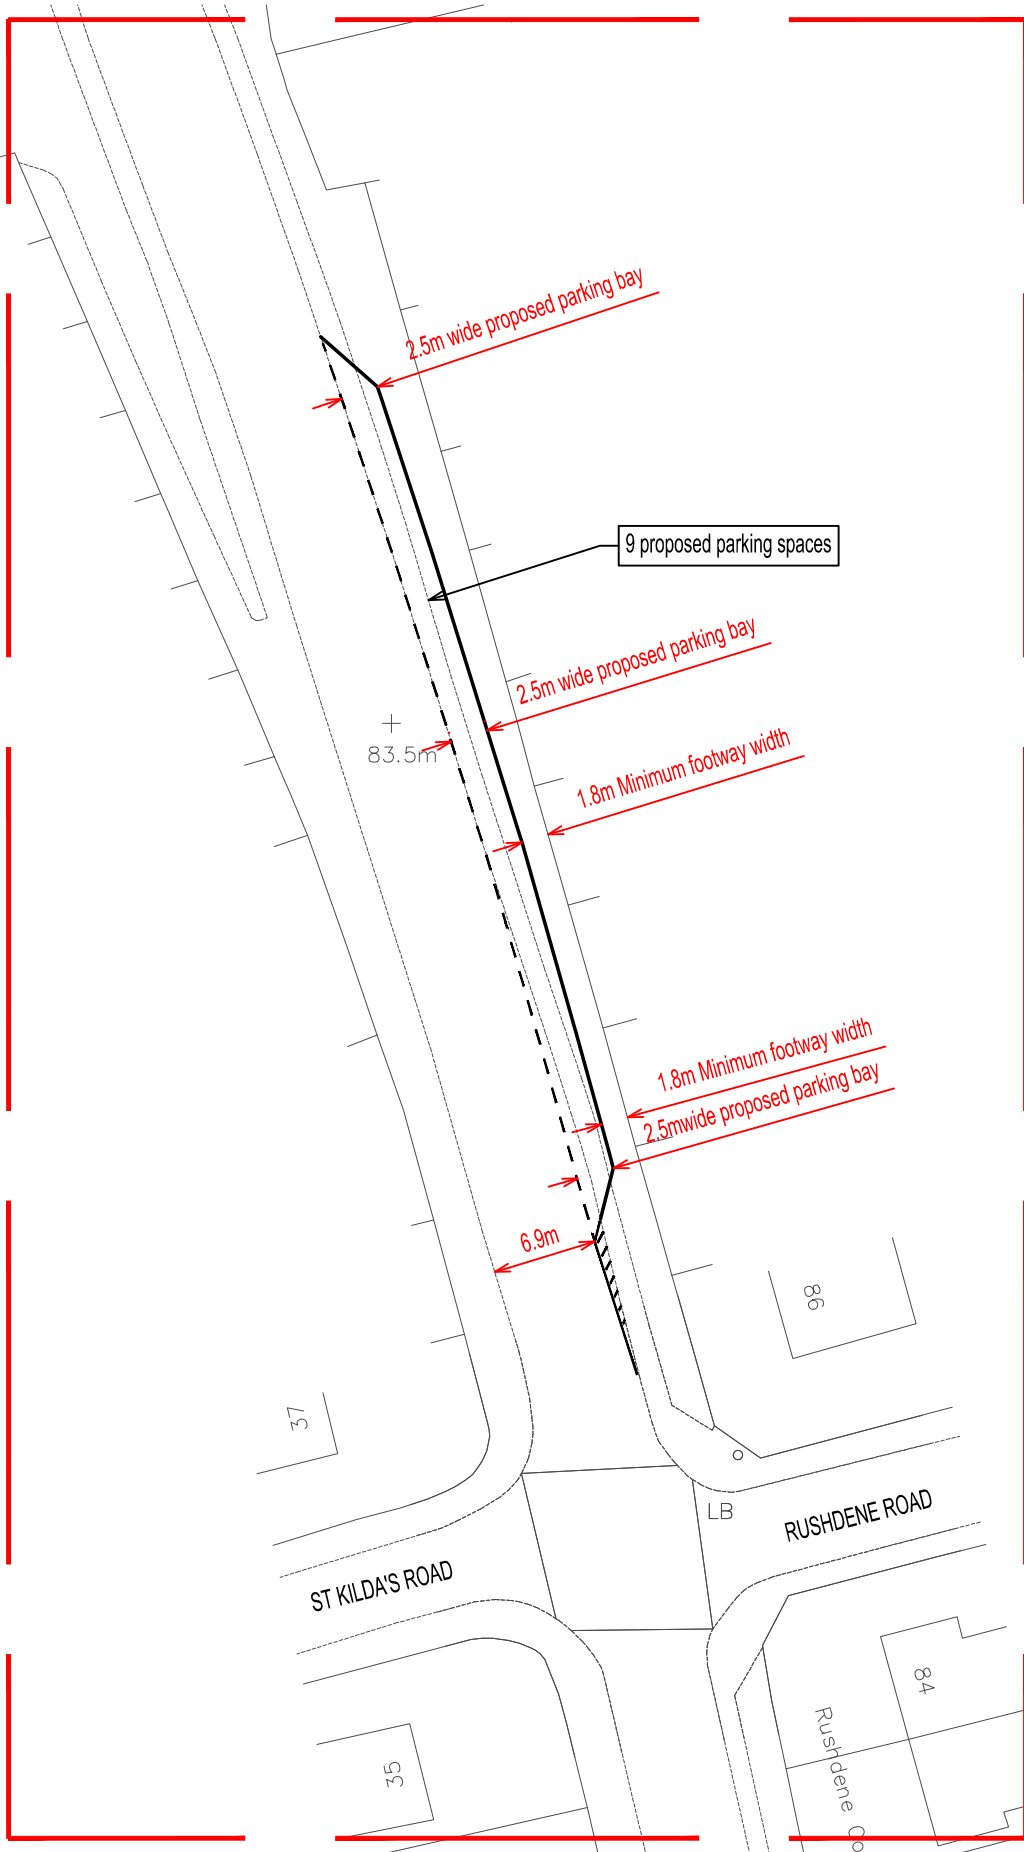 2.5m wide proposed parking bay
9 proposed parking spaces
2.5m wide proposed parking bay
83.5m
1.8m Minimum footway width
1.8m Minimum footway width
2.5mwide proposed parking bay
6.9m
86
37
LB
RUSHDENE ROAD
ST KILDA'S ROAD
84
35
Rushdene Co